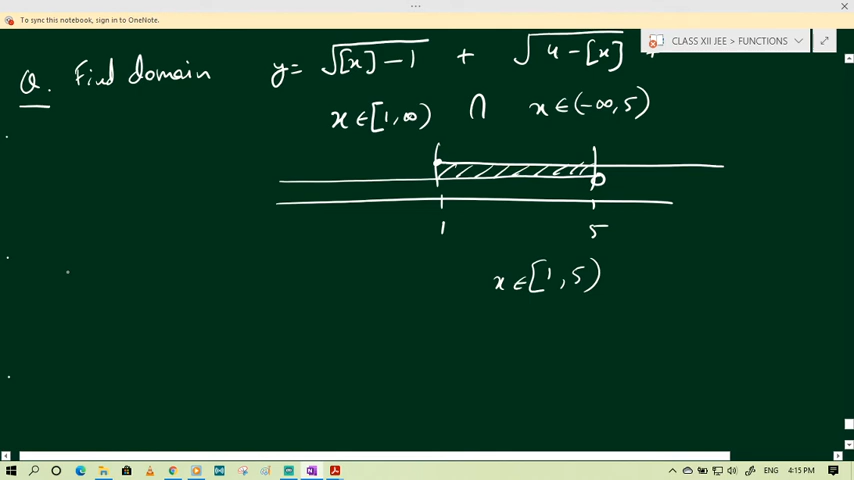 To sync this notebook, sign in to OneNote.
CLASS XII JEE > FUNCTIONS
Q. Find domain y = √([x] - 1) + √(4 - [x])
x ∈ [1, ∞) ∩ x ∈ (-∞, 5)
1 5
x ∈ [1, 5)
ENG 4:15 PM